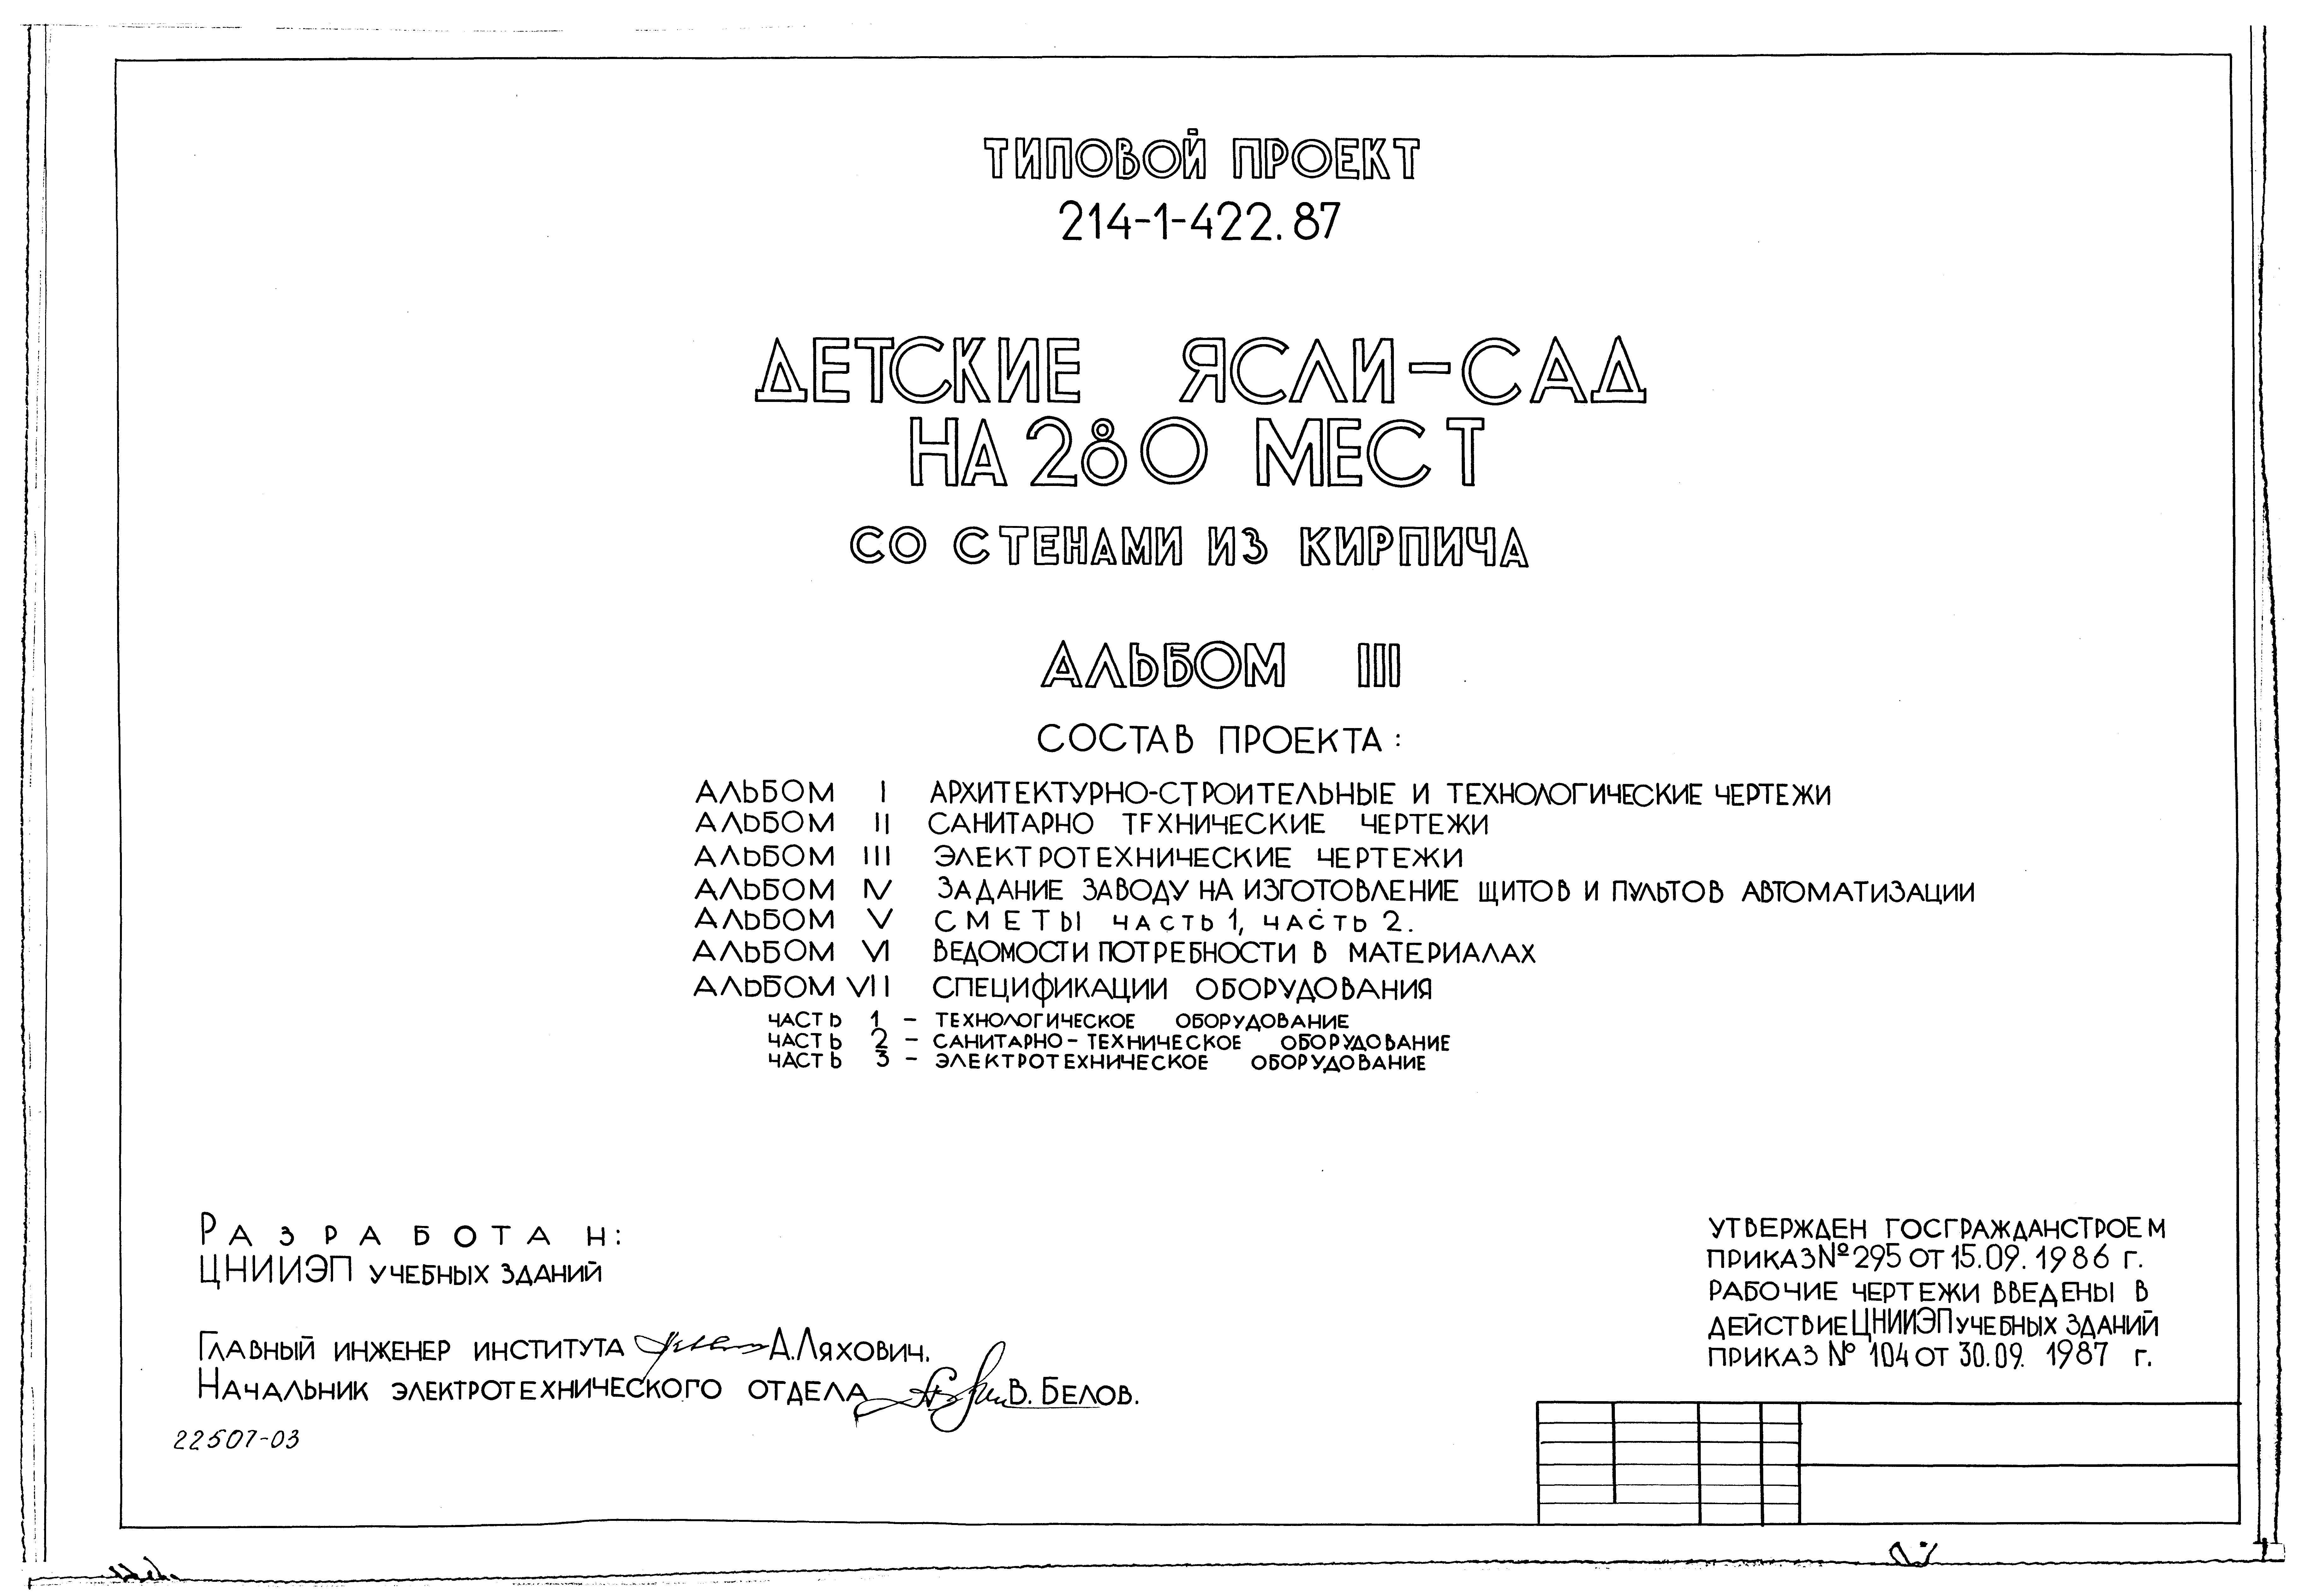 ТИПОВОЙ ПРОЕКТ
214-1-422.87
ДЕТСКИЕ ЯСЛИ-САД
НА 280 МЕСТ
СО СТЕНАМИ ИЗ КИРПИЧА
АЛЬБОМ III
СОСТАВ ПРОЕКТА:
АЛЬБОМ I АРХИТЕКТУРНО-СТРОИТЕЛЬНЫЕ И ТЕХНОЛОГИЧЕСКИЕ ЧЕРТЕЖИ
АЛЬБОМ II САНИТАРНО ТЕХНИЧЕСКИЕ ЧЕРТЕЖИ
АЛЬБОМ III ЭЛЕКТРОТЕХНИЧЕСКИЕ ЧЕРТЕЖИ
АЛЬБОМ IV ЗАДАНИЕ ЗАВОДУ НА ИЗГОТОВЛЕНИЕ ЩИТОВ И ПУЛЬТОВ АВТОМАТИЗАЦИИ
АЛЬБОМ V СМЕТЫ ЧАСТЬ 1, ЧАСТЬ 2.
АЛЬБОМ VI ВЕДОМОСТИ ПОТРЕБНОСТИ В МАТЕРИАЛАХ
АЛЬБОМ VII СПЕЦИФИКАЦИИ ОБОРУДОВАНИЯ
ЧАСТЬ 1 - ТЕХНОЛОГИЧЕСКОЕ ОБОРУДОВАНИЕ
ЧАСТЬ 2 - САНИТАРНО-ТЕХНИЧЕСКОЕ ОБОРУДОВАНИЕ
ЧАСТЬ 3 - ЭЛЕКТРОТЕХНИЧЕСКОЕ ОБОРУДОВАНИЕ
РАЗРАБОТАН:
ЦНИИЭП УЧЕБНЫХ ЗДАНИЙ
ГЛАВНЫЙ ИНЖЕНЕР ИНСТИТУТА А.ЛЯХОВИЧ.
НАЧАЛЬНИК ЭЛЕКТРОТЕХНИЧЕСКОГО ОТДЕЛА В. БЕЛОВ.
22507-03
УТВЕРЖДЕН ГОСГРАЖДАНСТРОЕМ
ПРИКАЗ № 295 ОТ 15.09.1986 г.
РАБОЧИЕ ЧЕРТЕЖИ ВВЕДЕНЫ В
ДЕЙСТВИЕ ЦНИИЭП УЧЕБНЫХ ЗДАНИЙ
ПРИКАЗ № 104 ОТ 30.09. 1987 г.